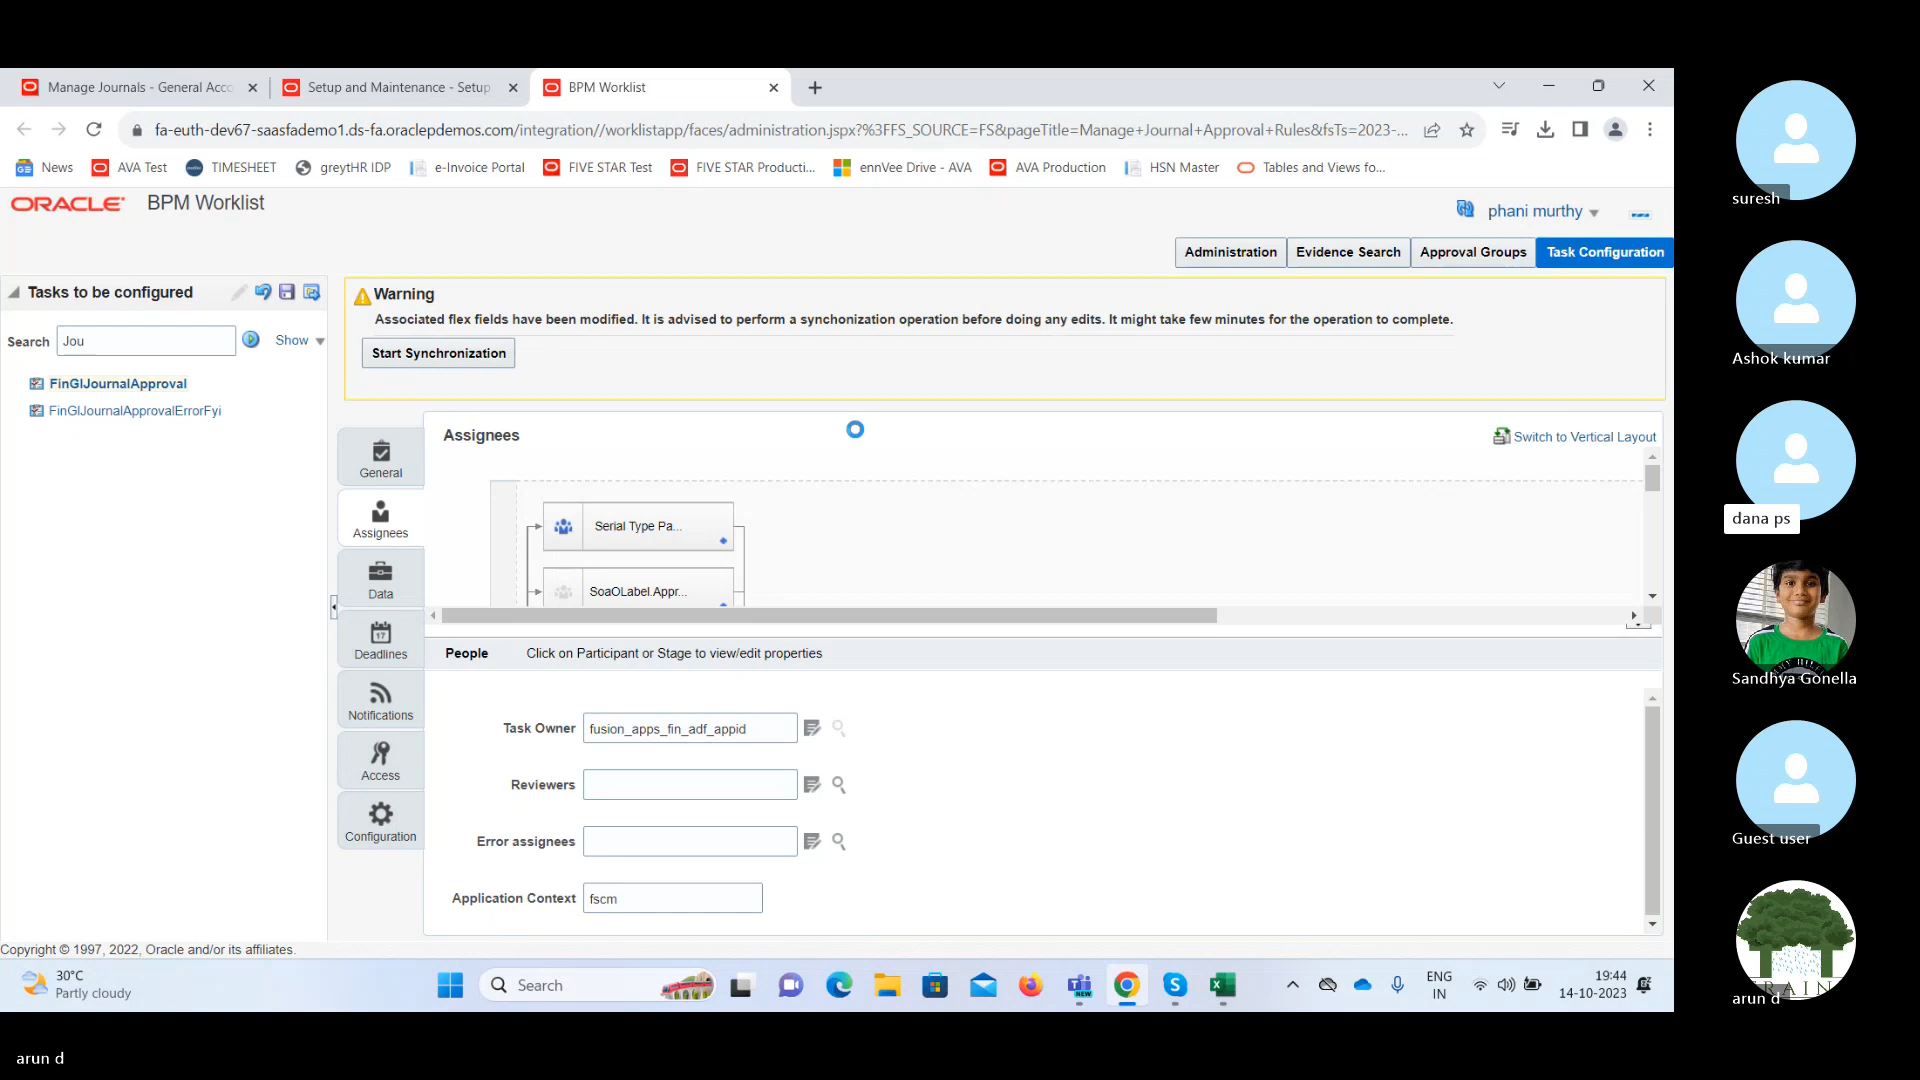 Manage Journals - General Acco
Setup and Maintenance - Setup
BPM Worklist
fa-euth-dev67-saasfademo1.ds-fa.oraclepdemos.com/integration//worklistapp/faces/administration.jspx?%3FFS_SOURCE=FS&pageTitle=Manage+Journal+Approval+Rules&fsTs=2023-...
News
AVA Test
TIMESHEET
greytHR IDP
e-Invoice Portal
FIVE STAR Test
FIVE STAR Producti...
ennVee Drive - AVA
AVA Production
HSN Master
Tables and Views fo...
ORACLE BPM Worklist
phani murthy
Administration
Evidence Search
Approval Groups
Task Configuration
Tasks to be configured
Search Jou Show
FinGlJournalApproval
FinGlJournalApprovalErrorFyi
Warning
Associated flex fields have been modified. It is advised to perform a synchonization operation before doing any edits. It might take few minutes for the operation to complete.
Start Synchronization
General
Assignees
Data
17
Deadlines
Notifications
Access
Configuration
Assignees
Switch to Vertical Layout
Serial Type Pa...
SoaOLabel.Appr...
People Click on Participant or Stage to view/edit properties
Task Owner fusion_apps_fin_adf_appid
Reviewers
Error assignees
Application Context fscm
Copyright © 1997, 2022, Oracle and/or its affiliates.
30°C
Partly cloudy
Search
NEW
ENG
IN
19:44
14-10-2023
suresh
Ashok kumar
dana ps
Sandhya Gonella
Guest user
arun d
arun d